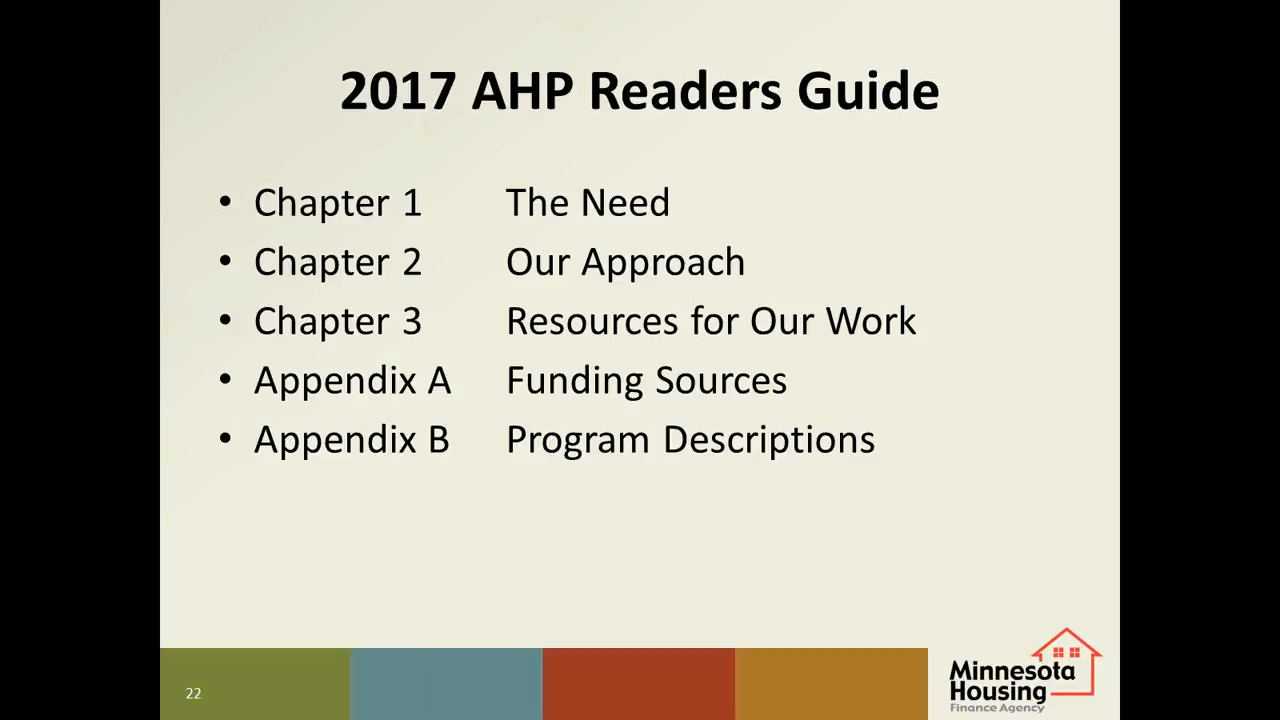 2017 AHP Readers Guide
• Chapter 1 The Need
• Chapter 2 Our Approach
• Chapter 3 Resources for Our Work
• Appendix A Funding Sources
• Appendix B Program Descriptions
22
Minnesota
Housing
Finance Agency